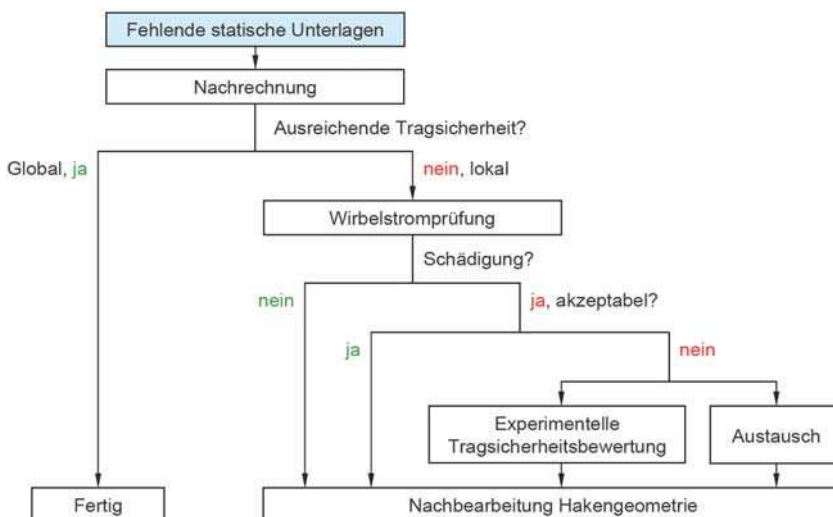 Fehlende statische Unterlagen
Nachrechnung
Ausreichende Tragsicherheit?
Global, ja
nein, lokal
Wirbelstromprüfung
Schädigung?
nein
ja, akzeptabel?
ja
nein
Experimentelle
Tragsicherheitsbewertung
Austausch
Fertig
Nachbearbeitung Hakengeometrie